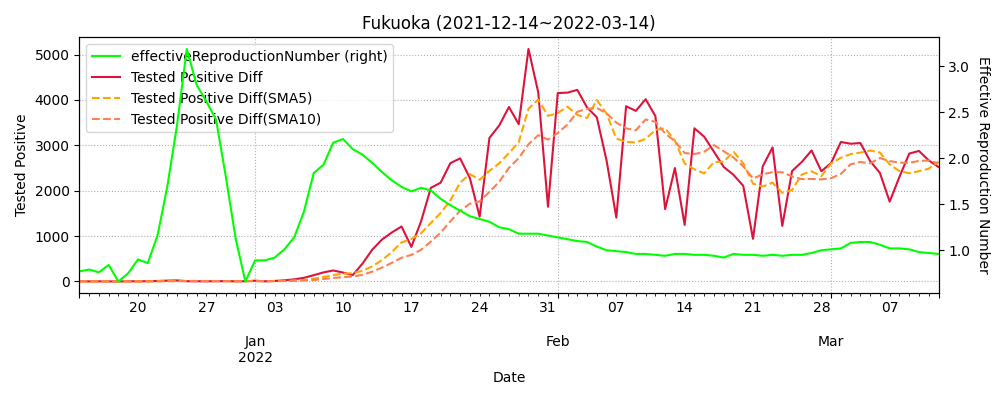 Fukuoka (2021-12-14~2022-03-14)
effectiveReproductionNumber (right)
Tested Positive Diff
Tested Positive Diff(SMA5)
Tested Positive Diff(SMA10)
Tested Positive
5000
4000
3000
2000
1000
0
Effective Reproduction Number
3.0
2.5
2.0
1.5
1.0
20 27 03 10 17 24 31 07 14 21 28 07
Jan Feb Mar
2022
Date